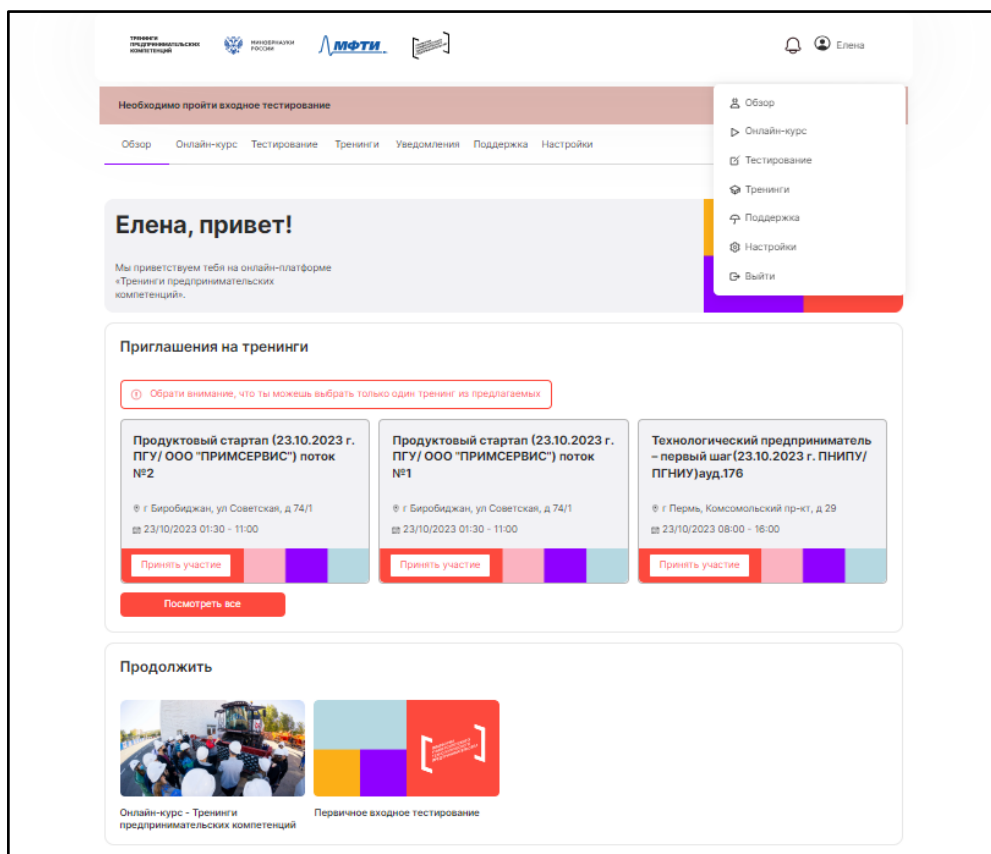 ТРЕНИНГИ
ПРЕДПРИНИМАТЕЛЬСКИХ
КОМПЕТЕНЦИЙ
МИНОБРНАУКИ
РОССИИ
МФТИ
Елена
Необходимо пройти входное тестирование
Обзор Онлайн-курс Тестирование Тренинги Уведомления Поддержка Настройки
Обзор
Онлайн-курс
Тестирование
Тренинги
Поддержка
Настройки
Выйти
Елена, привет!
Мы приветствуем тебя на онлайн-платформе
«Тренинги предпринимательских
компетенций».
Приглашения на тренинги
Обрати внимание, что ты можешь выбрать только один тренинг из предлагаемых
Продуктовый стартап (23.10.2023 г.
ПГУ/ ООО "ПРИМСЕРВИС") поток
№2
г Биробиджан, ул Советская, д 74/1
23/10/2023 01:30 - 11:00
Принять участие
Продуктовый стартап (23.10.2023 г.
ПГУ/ ООО "ПРИМСЕРВИС") поток
№1
г Биробиджан, ул Советская, д 74/1
23/10/2023 01:30 - 11:00
Принять участие
Технологический предприниматель
– первый шаг(23.10.2023 г. ПНИПУ/
ПГНИУ)ауд.176
г Пермь, Комсомольский пр-кт, д 29
23/10/2023 08:00 - 16:00
Принять участие
Посмотреть все
Продолжить
Онлайн-курс - Тренинги
предпринимательских компетенций
Первичное входное тестирование